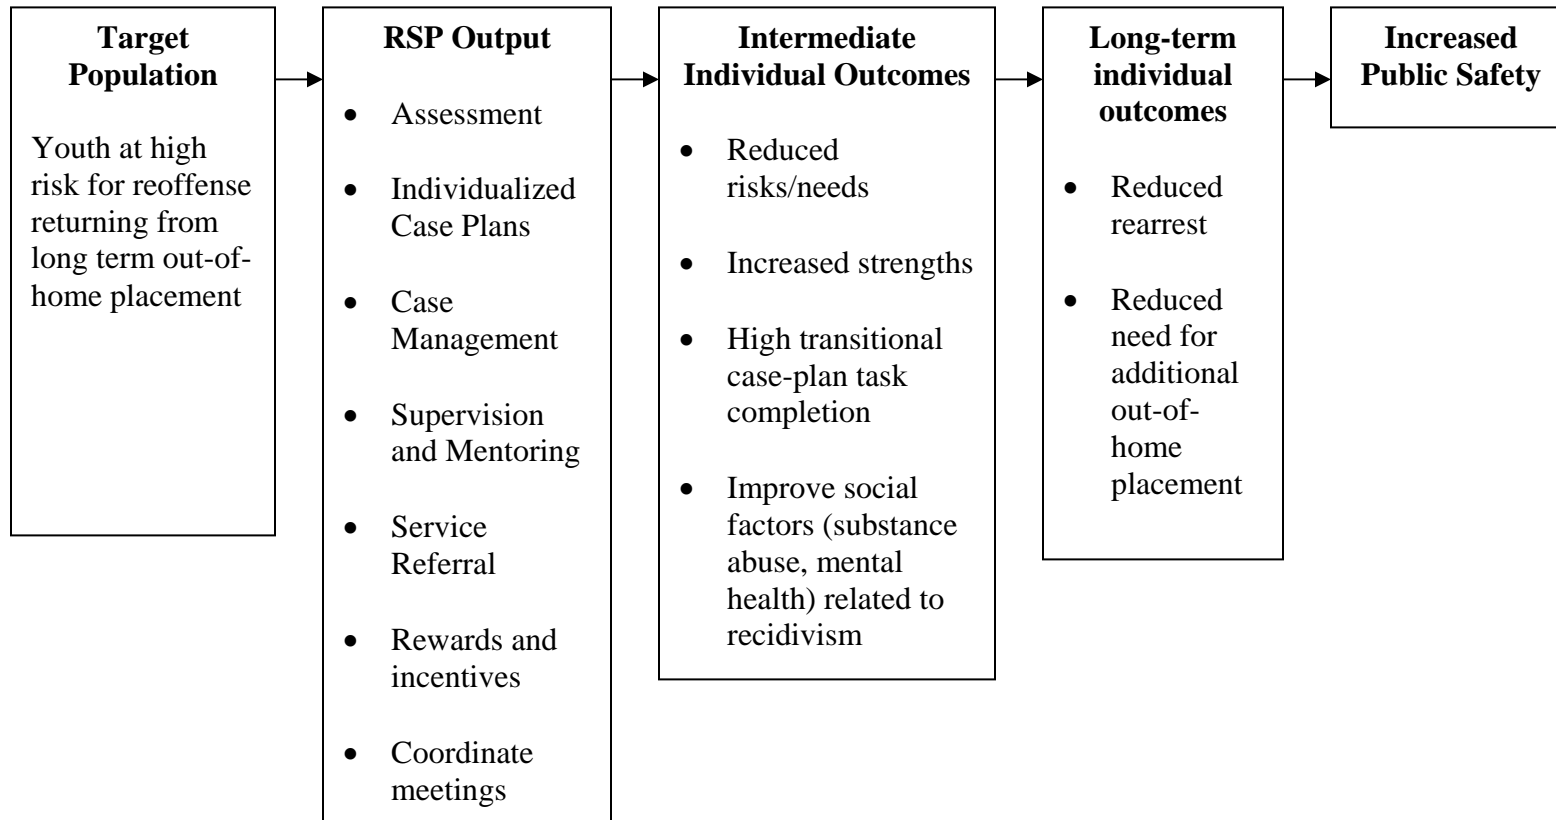 Target
Population
Youth at high
risk for reoffense
returning from
long term out-of-
home placement
RSP Output
• Assessment
• Individualized
Case Plans
• Case
Management
• Supervision
and Mentoring
• Service
Referral
• Rewards and
incentives
• Coordinate
meetings
Intermediate
Individual Outcomes
• Reduced
risks/needs
• Increased strengths
• High transitional
case-plan task
completion
• Improve social
factors (substance
abuse, mental
health) related to
recidivism
Long-term
individual
outcomes
• Reduced
rearrest
• Reduced
need for
additional
out-of-
home
placement
Increased
Public Safety